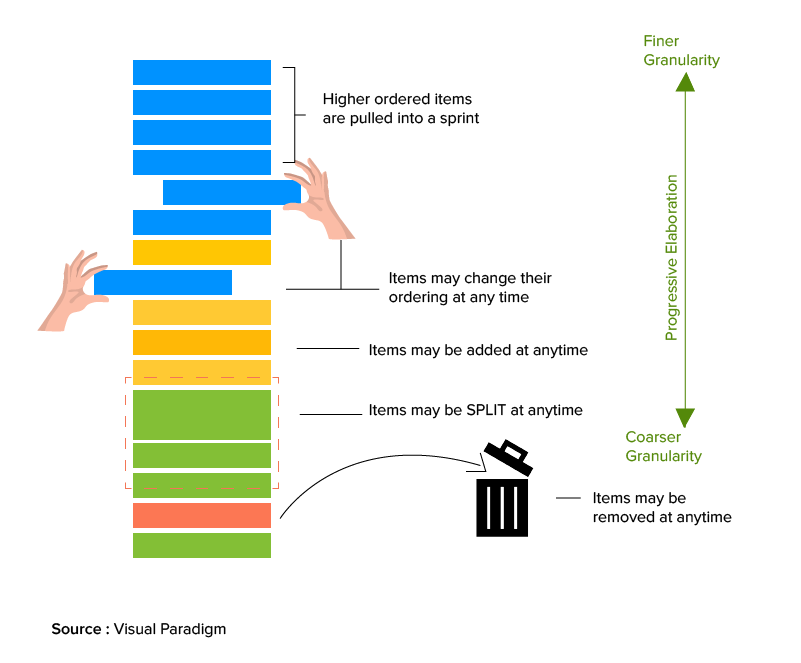 Finer
Granularity
Higher ordered items
are pulled into a sprint
Progressive Elaboration
Items may change their
ordering at any time
Items may be added at anytime
Items may be SPLIT at anytime
Coarser
Granularity
Items may be
removed at anytime
Source : Visual Paradigm